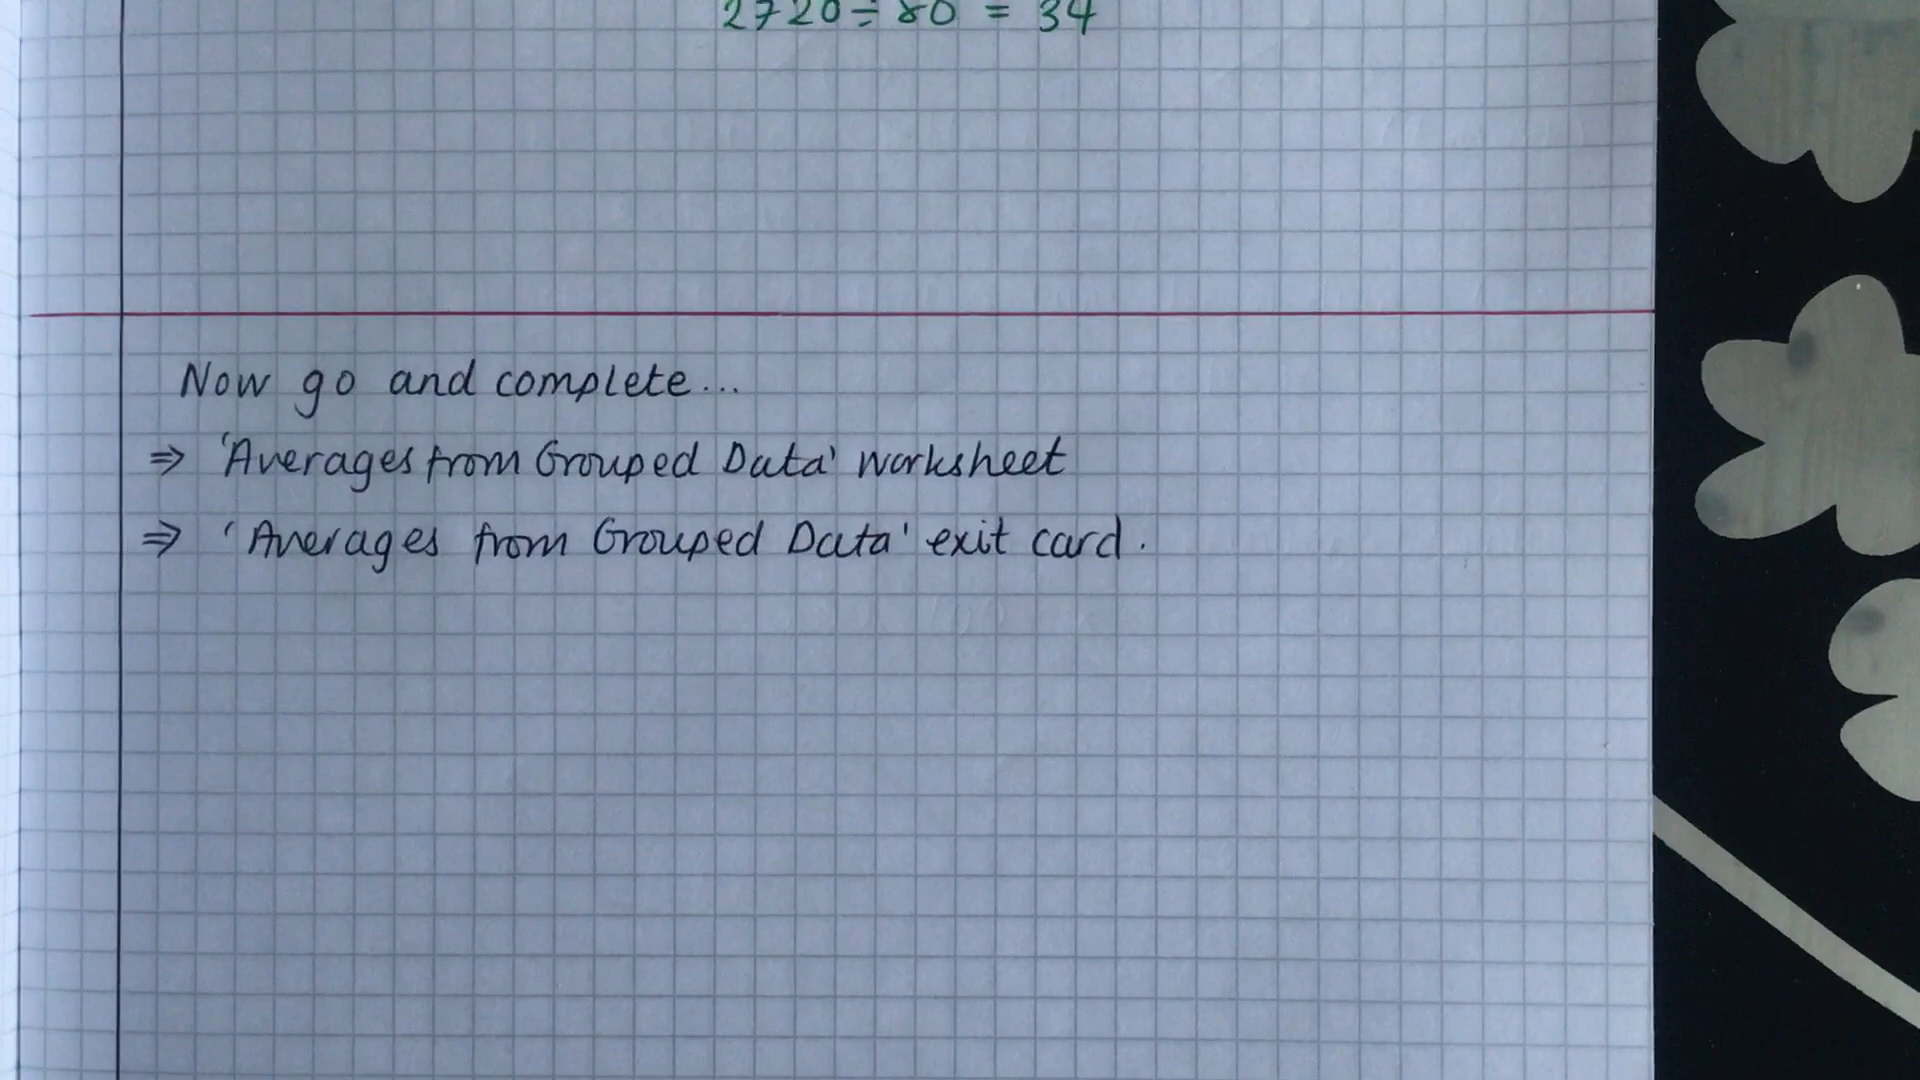 2720 ÷ 80 = 34
Now go and complete...
⇒ 'Averages from Grouped Data' worksheet
⇒ 'Averages from Grouped Data' exit card.